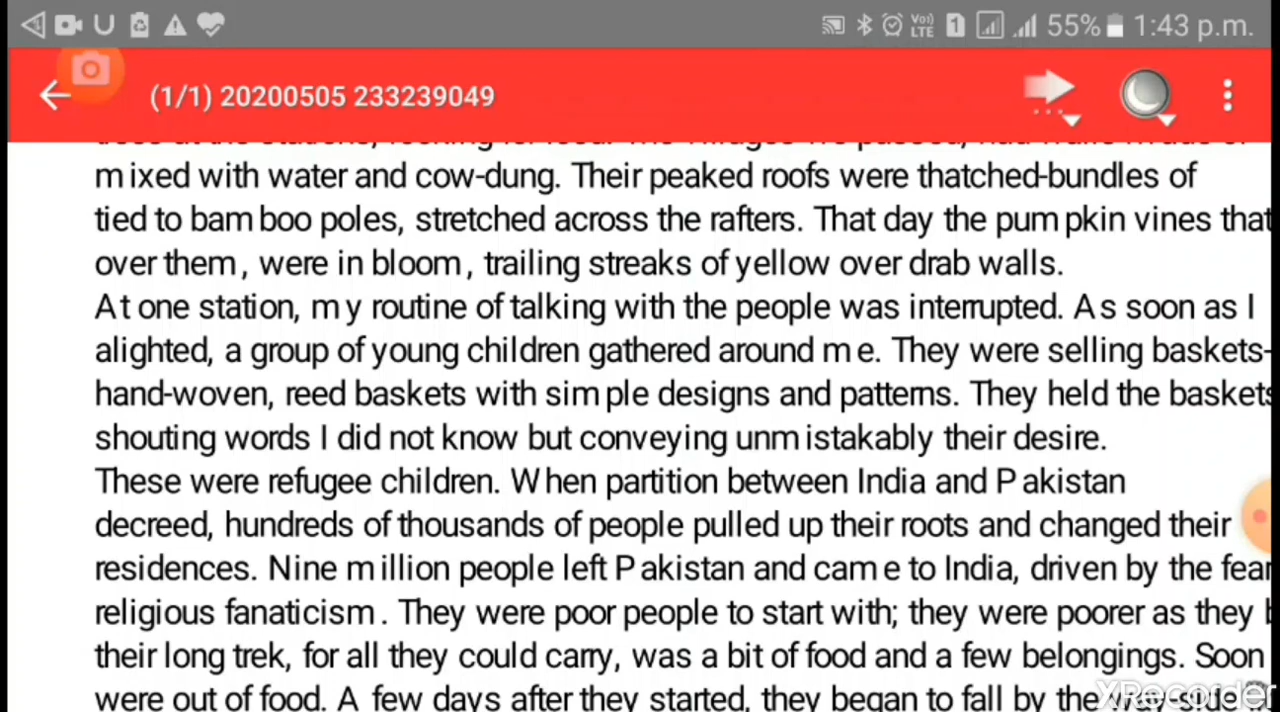 Voi) LTE 1 55% 1:43 p.m.
(1/1) 20200505 233239049
mixed with water and cow-dung. Their peaked roofs were thatched-bundles of
tied to bamboo poles, stretched across the rafters. That day the pumpkin vines that
over them, were in bloom, trailing streaks of yellow over drab walls.
At one station, my routine of talking with the people was interrupted. As soon as I
alighted, a group of young children gathered around me. They were selling baskets-
hand-woven, reed baskets with simple designs and patterns. They held the baskets
shouting words I did not know but conveying unmistakably their desire.
These were refugee children. When partition between India and Pakistan
decreed, hundreds of thousands of people pulled up their roots and changed their
residences. Nine million people left Pakistan and came to India, driven by the fear
religious fanaticism. They were poor people to start with; they were poorer as they
their long trek, for all they could carry, was a bit of food and a few belongings. Soon
were out of food. A few days after they started, they began to fall by the way side
XRecorder